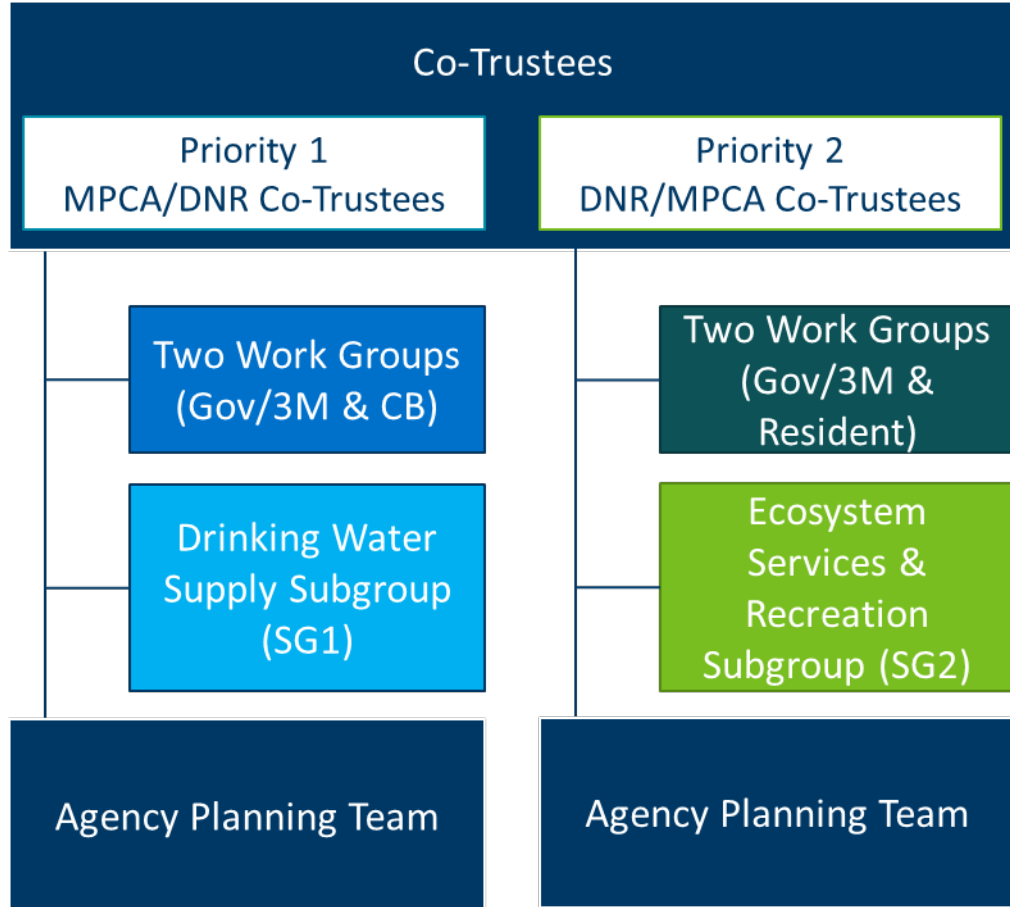 Co-Trustees
Priority 1
MPCA/DNR Co-Trustees
Priority 2
DNR/MPCA Co-Trustees
Two Work Groups
(Gov/3M & CB)
Two Work Groups
(Gov/3M &
Resident)
Drinking Water
Supply Subgroup
(SG1)
Ecosystem
Services &
Recreation
Subgroup (SG2)
Agency Planning Team
Agency Planning Team